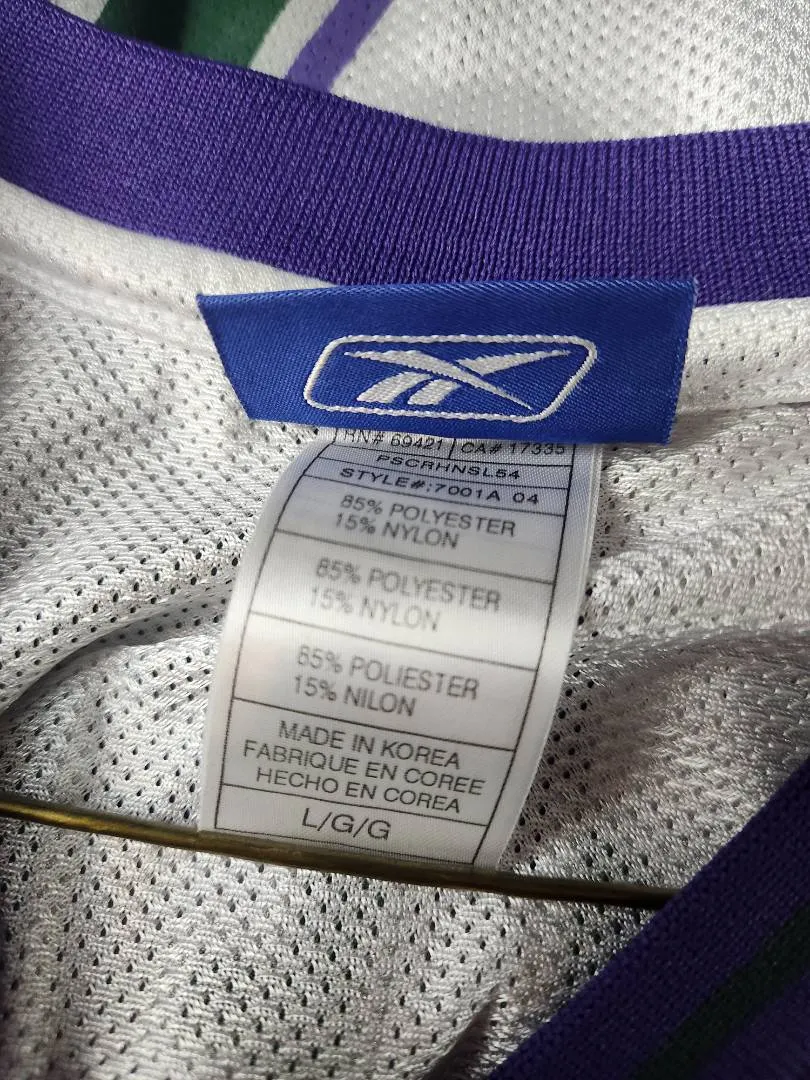 RN# 69421 CA# 17335
PSCRHNSL54
STYLE#:7001A 04
85% POLYESTER
15% NYLON
85% POLYESTER
15% NYLON
85% POLIESTER
15% NILON
MADE IN KOREA
FABRIQUE EN COREE
HECHO EN COREA
L/G/G